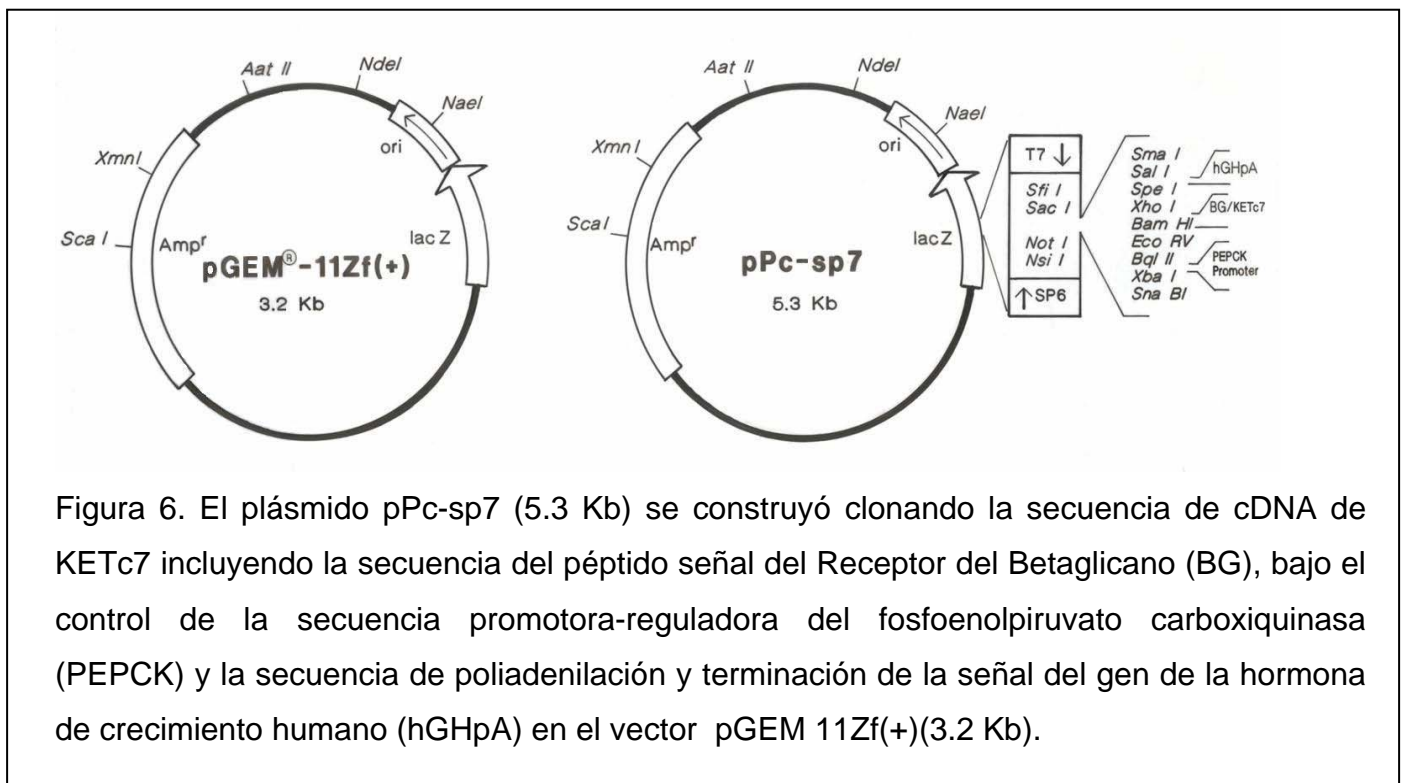 Aat II
NdeI
NaeI
ori
XmnI
Sca I
Ampr
lacZ
pGEM®-11Zf(+)
3.2 Kb
Aat II
NdeI
NaeI
ori
Xmn I
ScaI
Ampr
lacZ
pPc-sp7
5.3 Kb
T7 ↓
Sfi I
Sac I
Not I
Nsi I
↑SP6
Sma I
Sal I
Spe I
Xho I
Bam HI
Eco RV
Bql II
Xba I
Sna BI
hGHpA
BG/KETc7
PEPCK
Promoter
Figura 6. El plásmido pPc-sp7 (5.3 Kb) se construyó clonando la secuencia de cDNA de
KETc7 incluyendo la secuencia del péptido señal del Receptor del Betaglicano (BG), bajo el
control de la secuencia promotora-reguladora del fosfoenolpiruvato carboxiquinasa
(PEPCK) y la secuencia de poliadenilación y terminación de la señal del gen de la hormona
de crecimiento humano (hGHpA) en el vector pGEM 11Zf(+)(3.2 Kb).